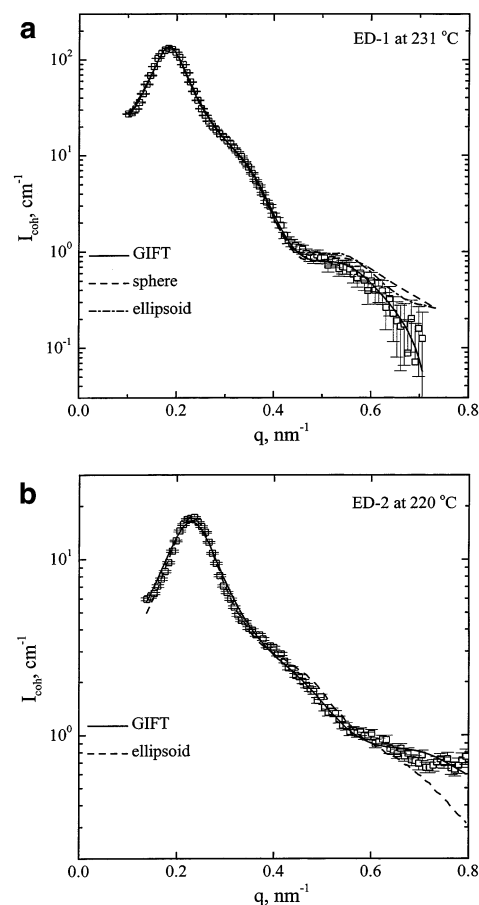 a
ED-1 at 231 °C
10²
10¹
10⁰
10⁻¹
I_coh, cm⁻¹
GIFT
sphere
ellipsoid
0.0 0.2 0.4 0.6 0.8
q, nm⁻¹
b
ED-2 at 220 °C
10¹
10⁰
I_coh, cm⁻¹
GIFT
ellipsoid
0.0 0.2 0.4 0.6 0.8
q, nm⁻¹